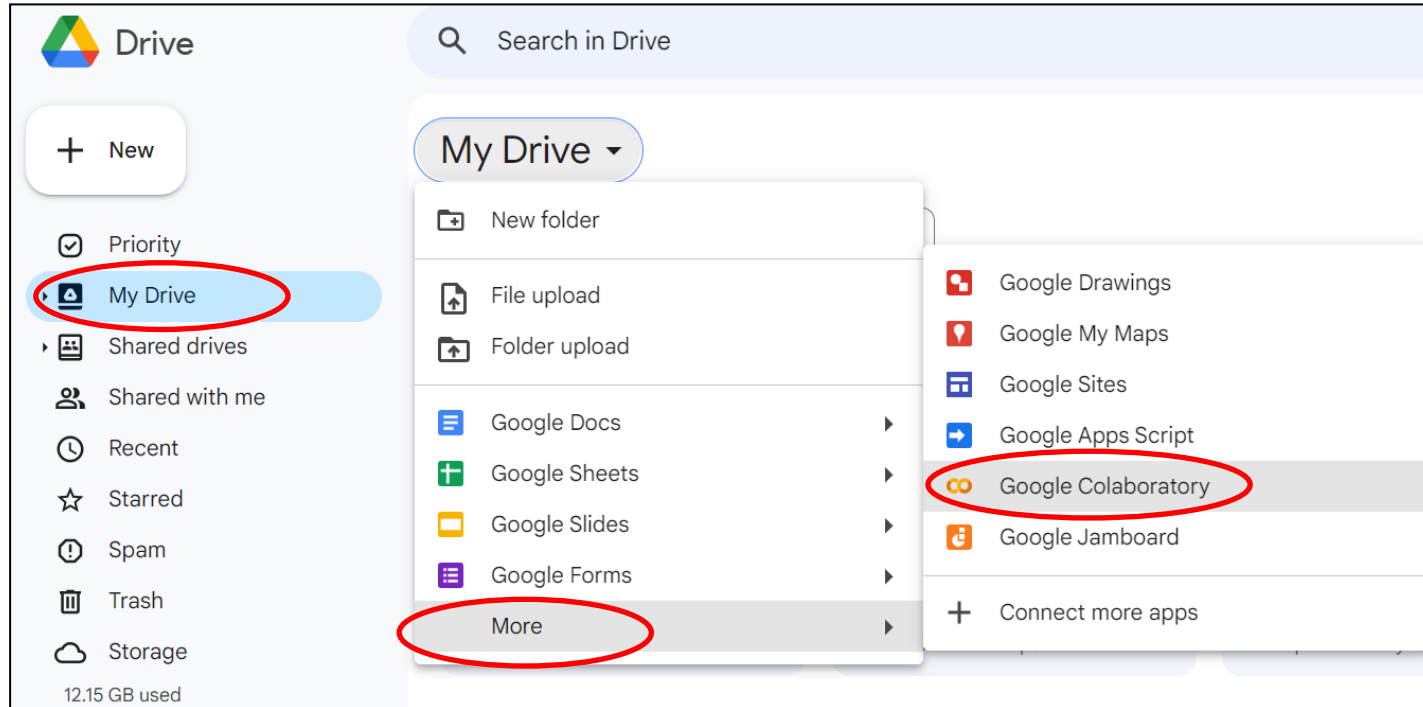 Drive
Search in Drive
New
My Drive
Priority
My Drive
Shared drives
Shared with me
Recent
Starred
Spam
Trash
Storage
12.15 GB used
New folder
File upload
Folder upload
Google Docs
Google Sheets
Google Slides
Google Forms
More
Google Drawings
Google My Maps
Google Sites
Google Apps Script
Google Colaboratory
Google Jamboard
Connect more apps